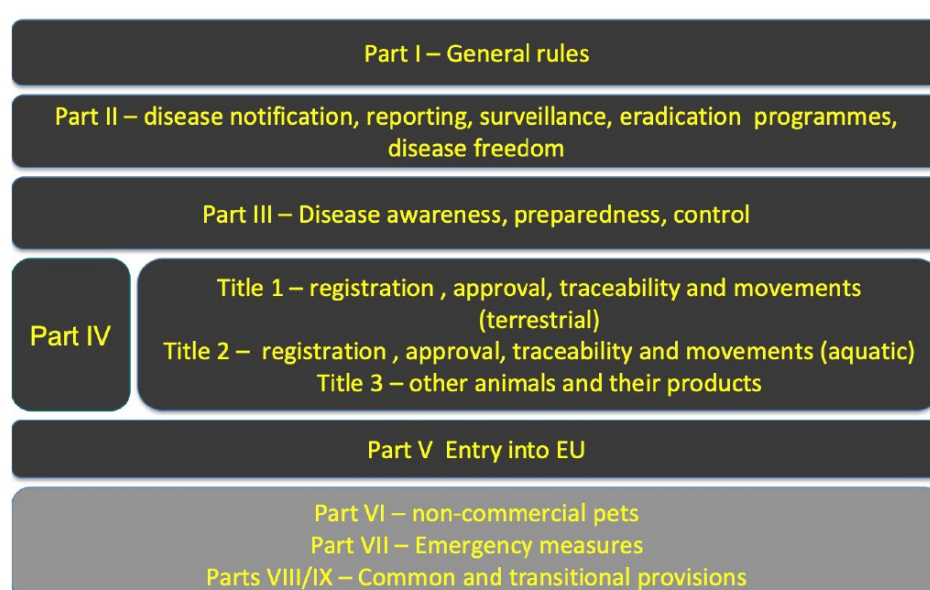 Part I – General rules
Part II – disease notification, reporting, surveillance, eradication programmes,
disease freedom
Part III – Disease awareness, preparedness, control
Part IV
Title 1 – registration , approval, traceability and movements
(terrestrial)
Title 2 – registration , approval, traceability and movements (aquatic)
Title 3 – other animals and their products
Part V Entry into EU
Part VI – non-commercial pets
Part VII – Emergency measures
Parts VIII/IX – Common and transitional provisions